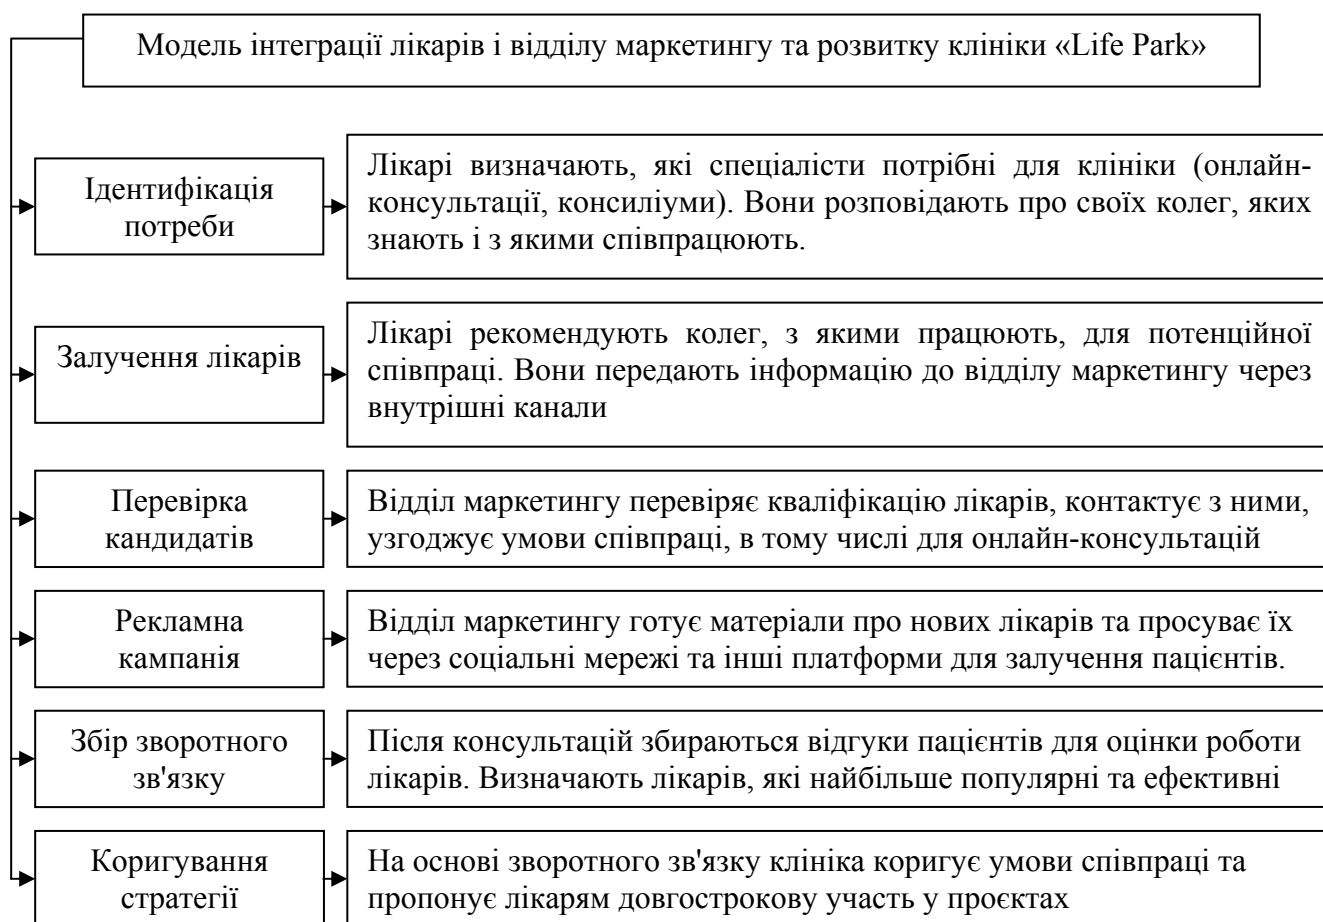 Модель інтеграції лікарів і відділу маркетингу та розвитку клініки «Life Park»
Ідентифікація
потреби
Лікарі визначають, які спеціалісти потрібні для клініки (онлайн-
консультації, консиліуми). Вони розповідають про своїх колег, яких
знають і з якими співпрацюють.
Залучення лікарів
Лікарі рекомендують колег, з якими працюють, для потенційної
співпраці. Вони передають інформацію до відділу маркетингу через
внутрішні канали
Перевірка
кандидатів
Відділ маркетингу перевіряє кваліфікацію лікарів, контактує з ними,
узгоджує умови співпраці, в тому числі для онлайн-консультацій
Рекламна
кампанія
Відділ маркетингу готує матеріали про нових лікарів та просуває їх
через соціальні мережі та інші платформи для залучення пацієнтів.
Збір зворотного
зв'язку
Після консультацій збираються відгуки пацієнтів для оцінки роботи
лікарів. Визначають лікарів, які найбільше популярні та ефективні
Коригування
стратегії
На основі зворотного зв'язку клініка коригує умови співпраці та
пропонує лікарям довгострокову участь у проєктах